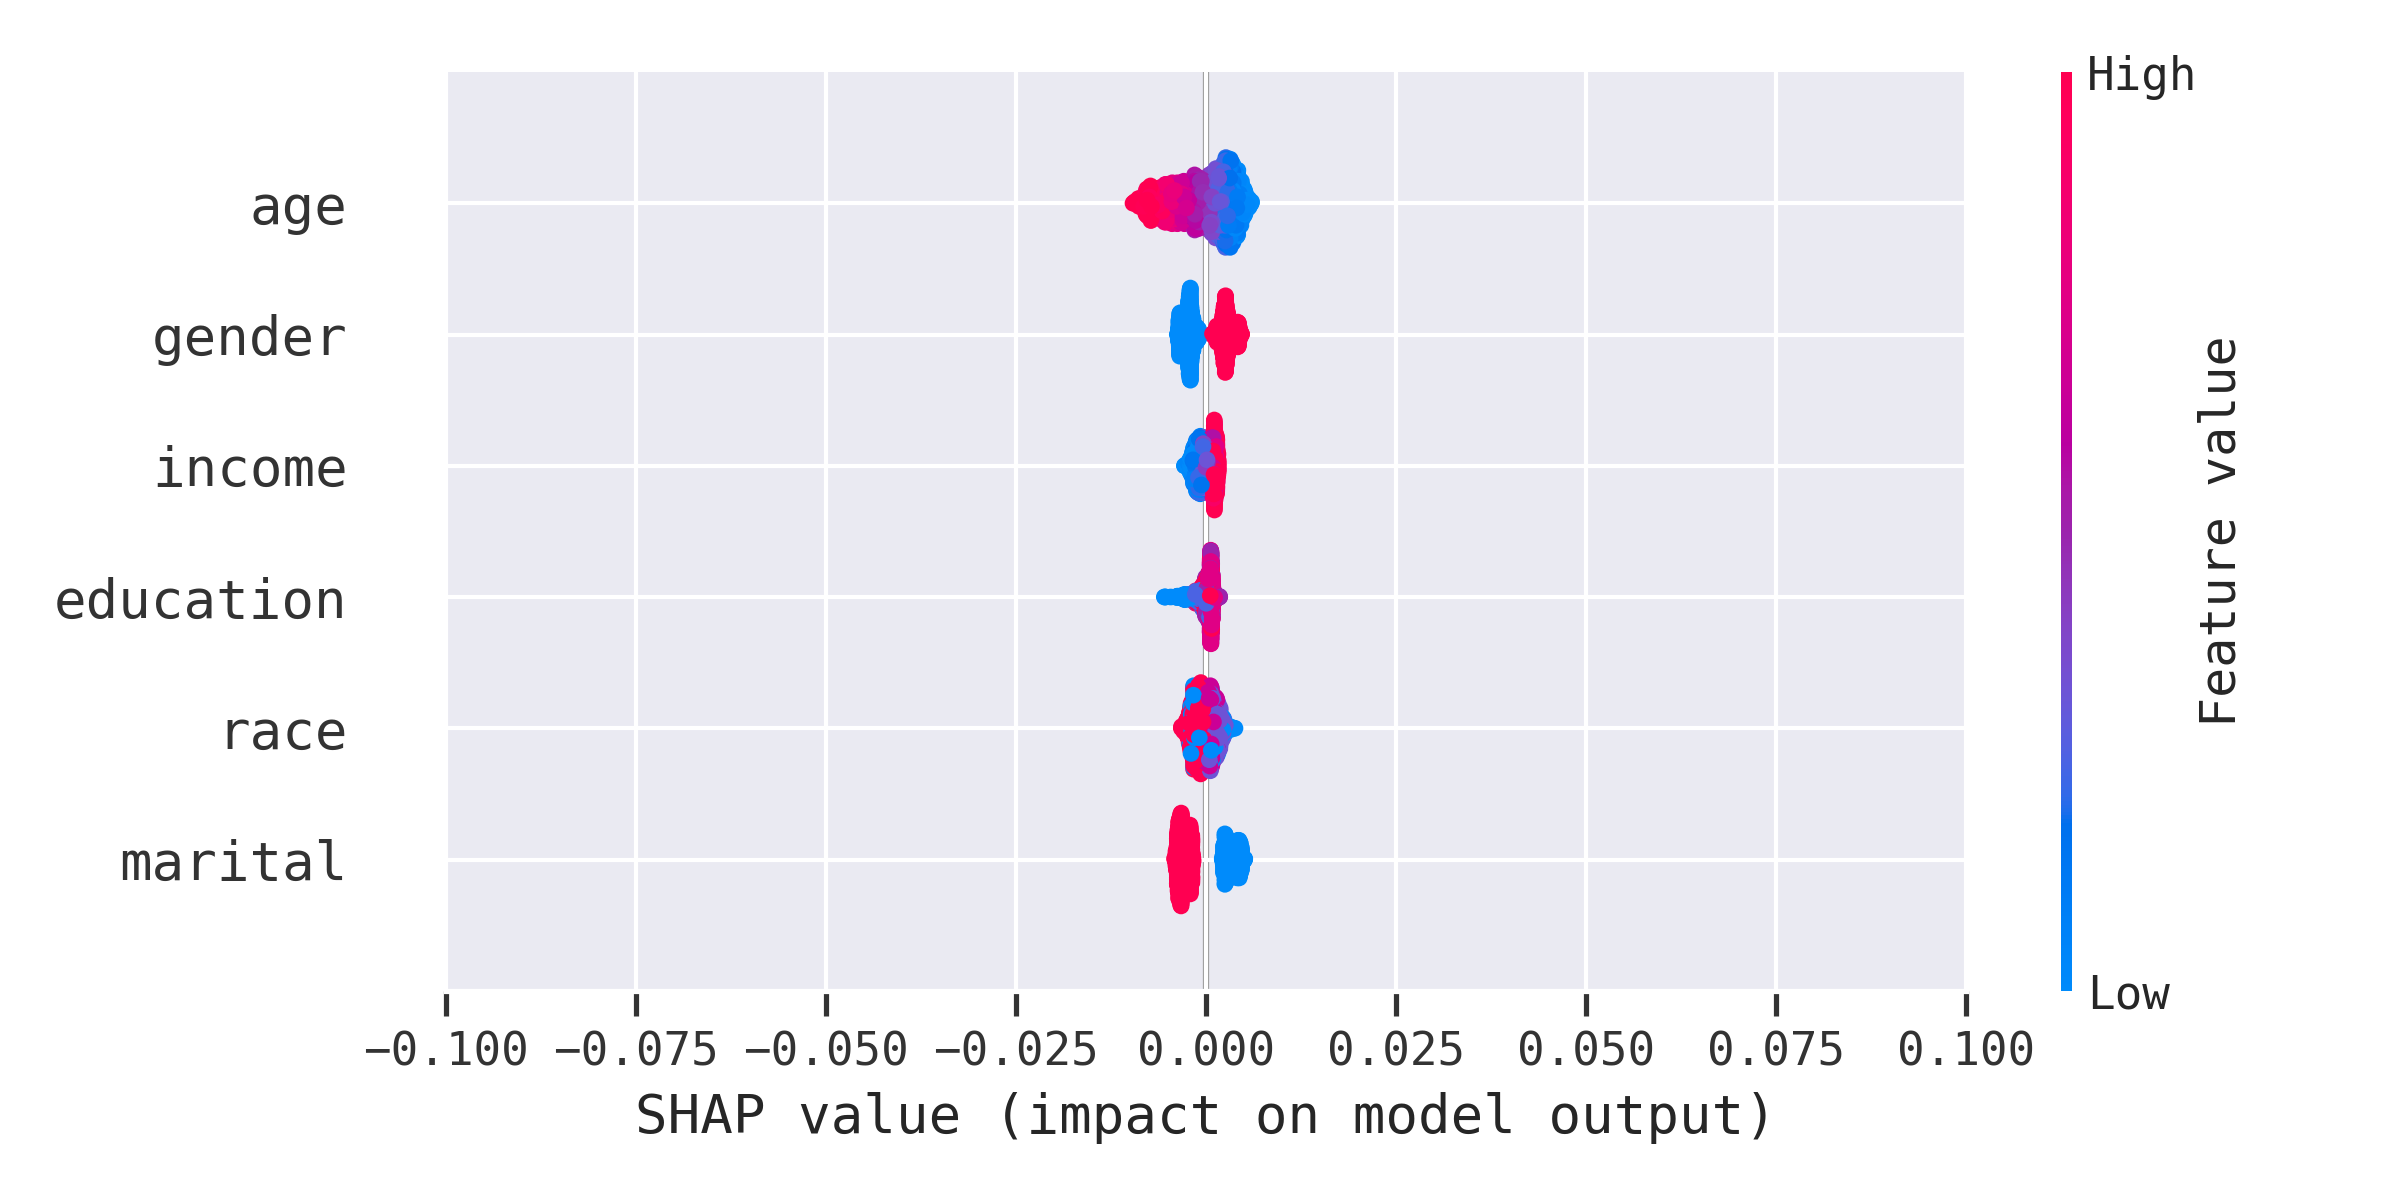 High
age
gender
income
education
race
marital
Feature value
Low
−0.100 −0.075 −0.050 −0.025 0.000 0.025 0.050 0.075 0.100
SHAP value (impact on model output)